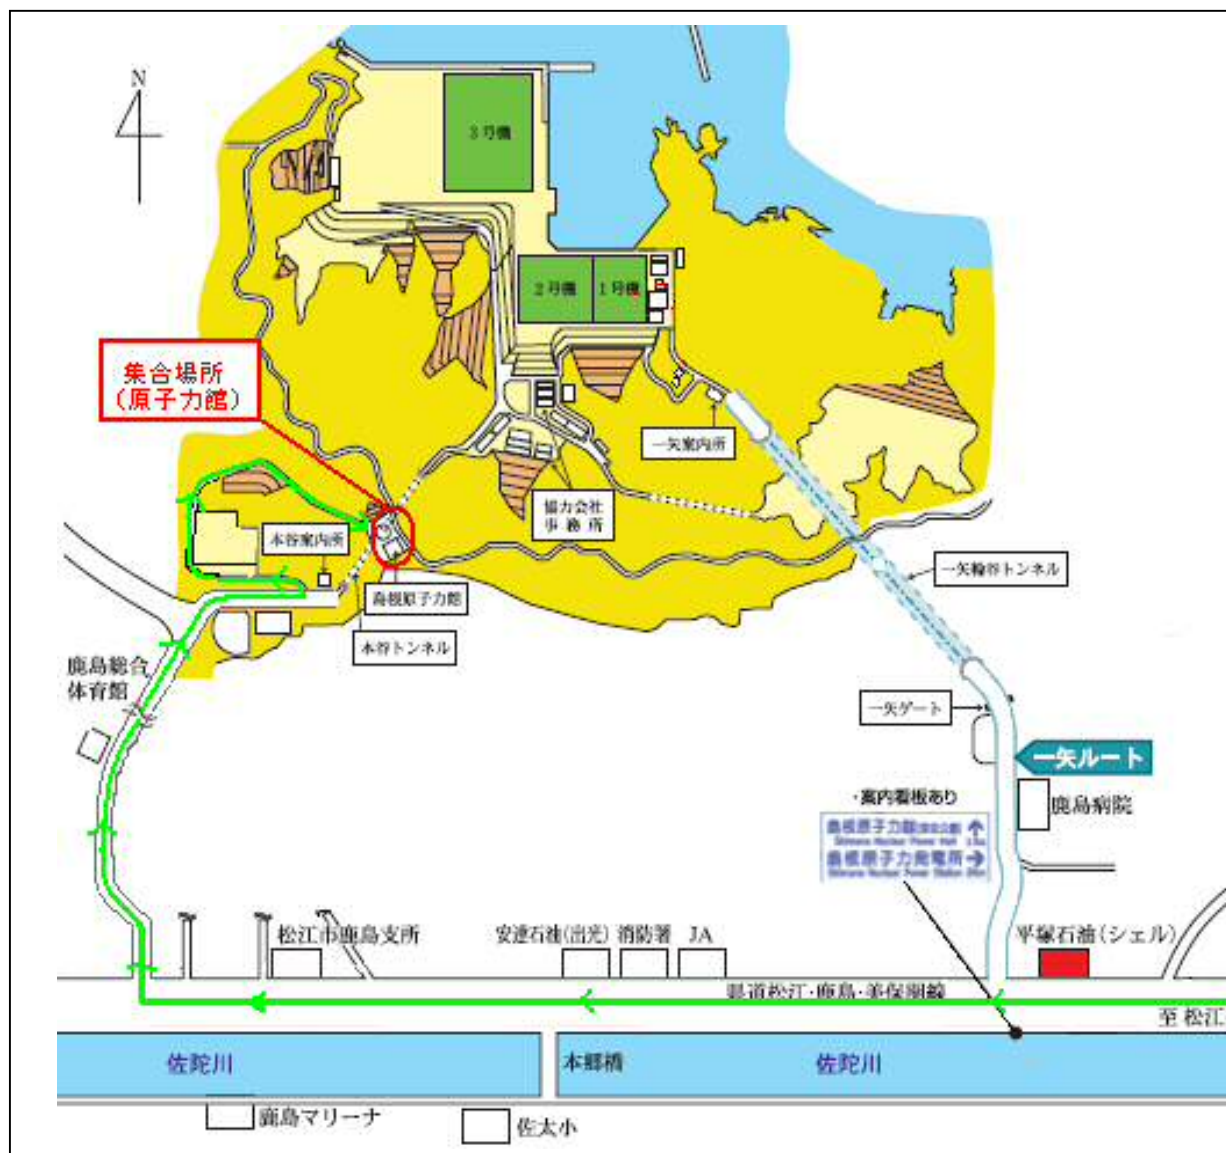 N
3号機
2号機
1号機
集合場所
(原子力館)
一矢案内所
協力会社
事務所
本谷案内所
島根原子力館
本谷トンネル
一矢輪谷トンネル
鹿島総合
体育館
一矢ゲート
一矢ルート
・案内看板あり
鹿島病院
島根原子力館
島根原子力発電所
松江市鹿島支所
安達石油(出光)
消防署
JA
平塚石油(シェル)
県道松江・鹿島・美保関線
至 松江
佐陀川
本郷橋
佐陀川
鹿島マリーナ
佐太小